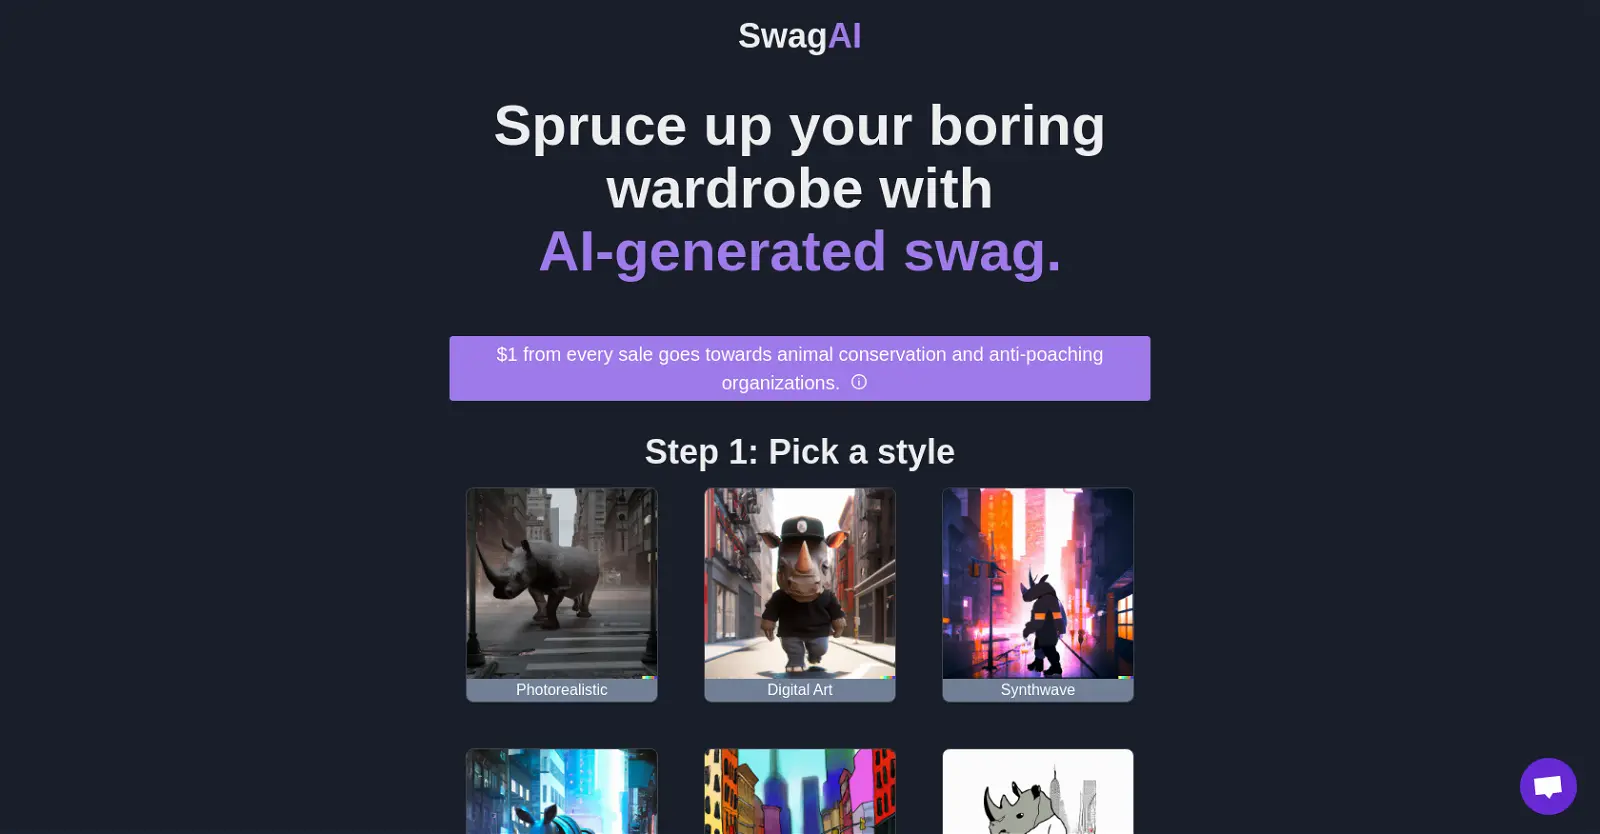 SwagAI
Spruce up your boring
wardrobe with
AI-generated swag.
$1 from every sale goes towards animal conservation and anti-poaching
organizations.
Step 1: Pick a style
Photorealistic
Digital Art
Synthwave